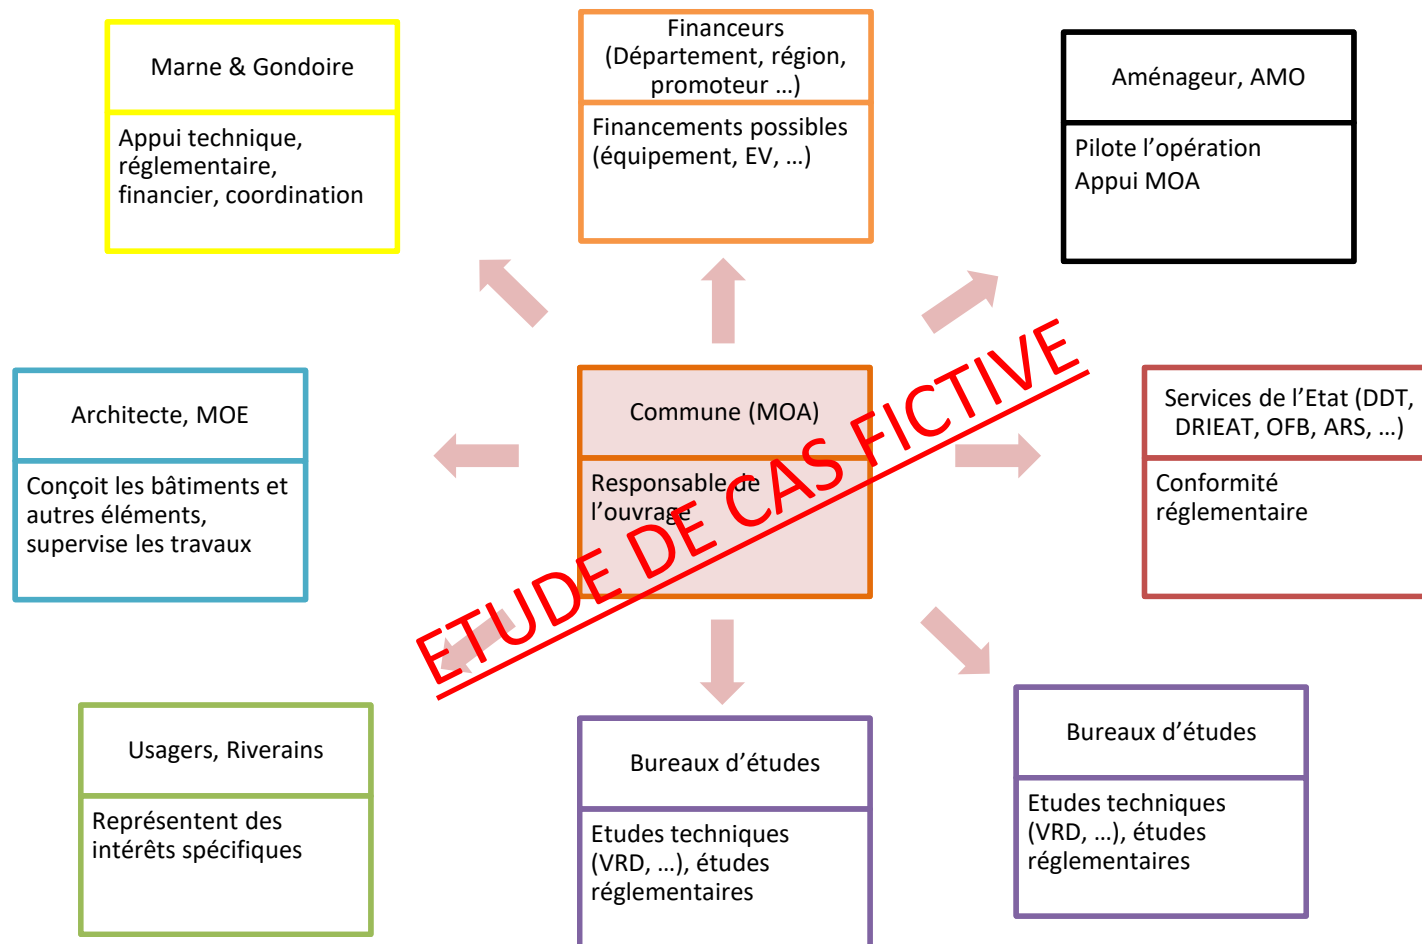 Marne & Gondoire
Appui technique,
réglementaire,
financier, coordination
Financeurs
(Département, région,
promoteur …)
Financements possibles
(équipement, EV, …)
Aménageur, AMO
Pilote l’opération
Appui MOA
Architecte, MOE
Conçoit les bâtiments et
autres éléments,
supervise les travaux
Commune (MOA)
Responsable de
l’ouvrage
ETUDE DE CAS FICTIVE
Services de l’Etat (DDT,
DRIEAT, OFB, ARS, …)
Conformité
réglementaire
Usagers, Riverains
Représentent des
intérêts spécifiques
Bureaux d’études
Etudes techniques
(VRD, …), études
réglementaires
Bureaux d’études
Etudes techniques
(VRD, …), études
réglementaires